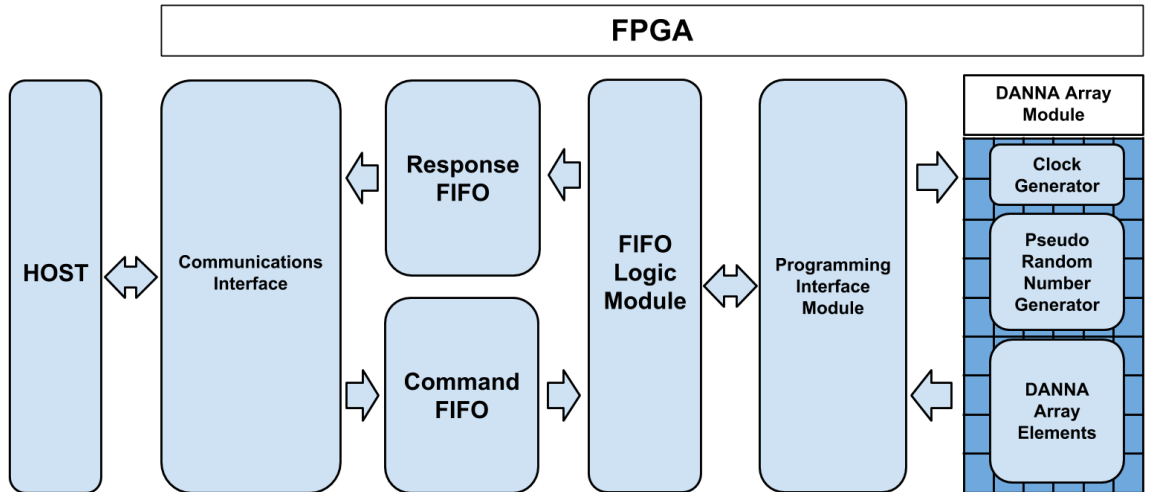 FPGA
HOST
Communications
Interface
Response
FIFO
Command
FIFO
FIFO
Logic
Module
Programming
Interface
Module
DANNA Array
Module
Clock
Generator
Pseudo
Random
Number
Generator
DANNA
Array
Elements